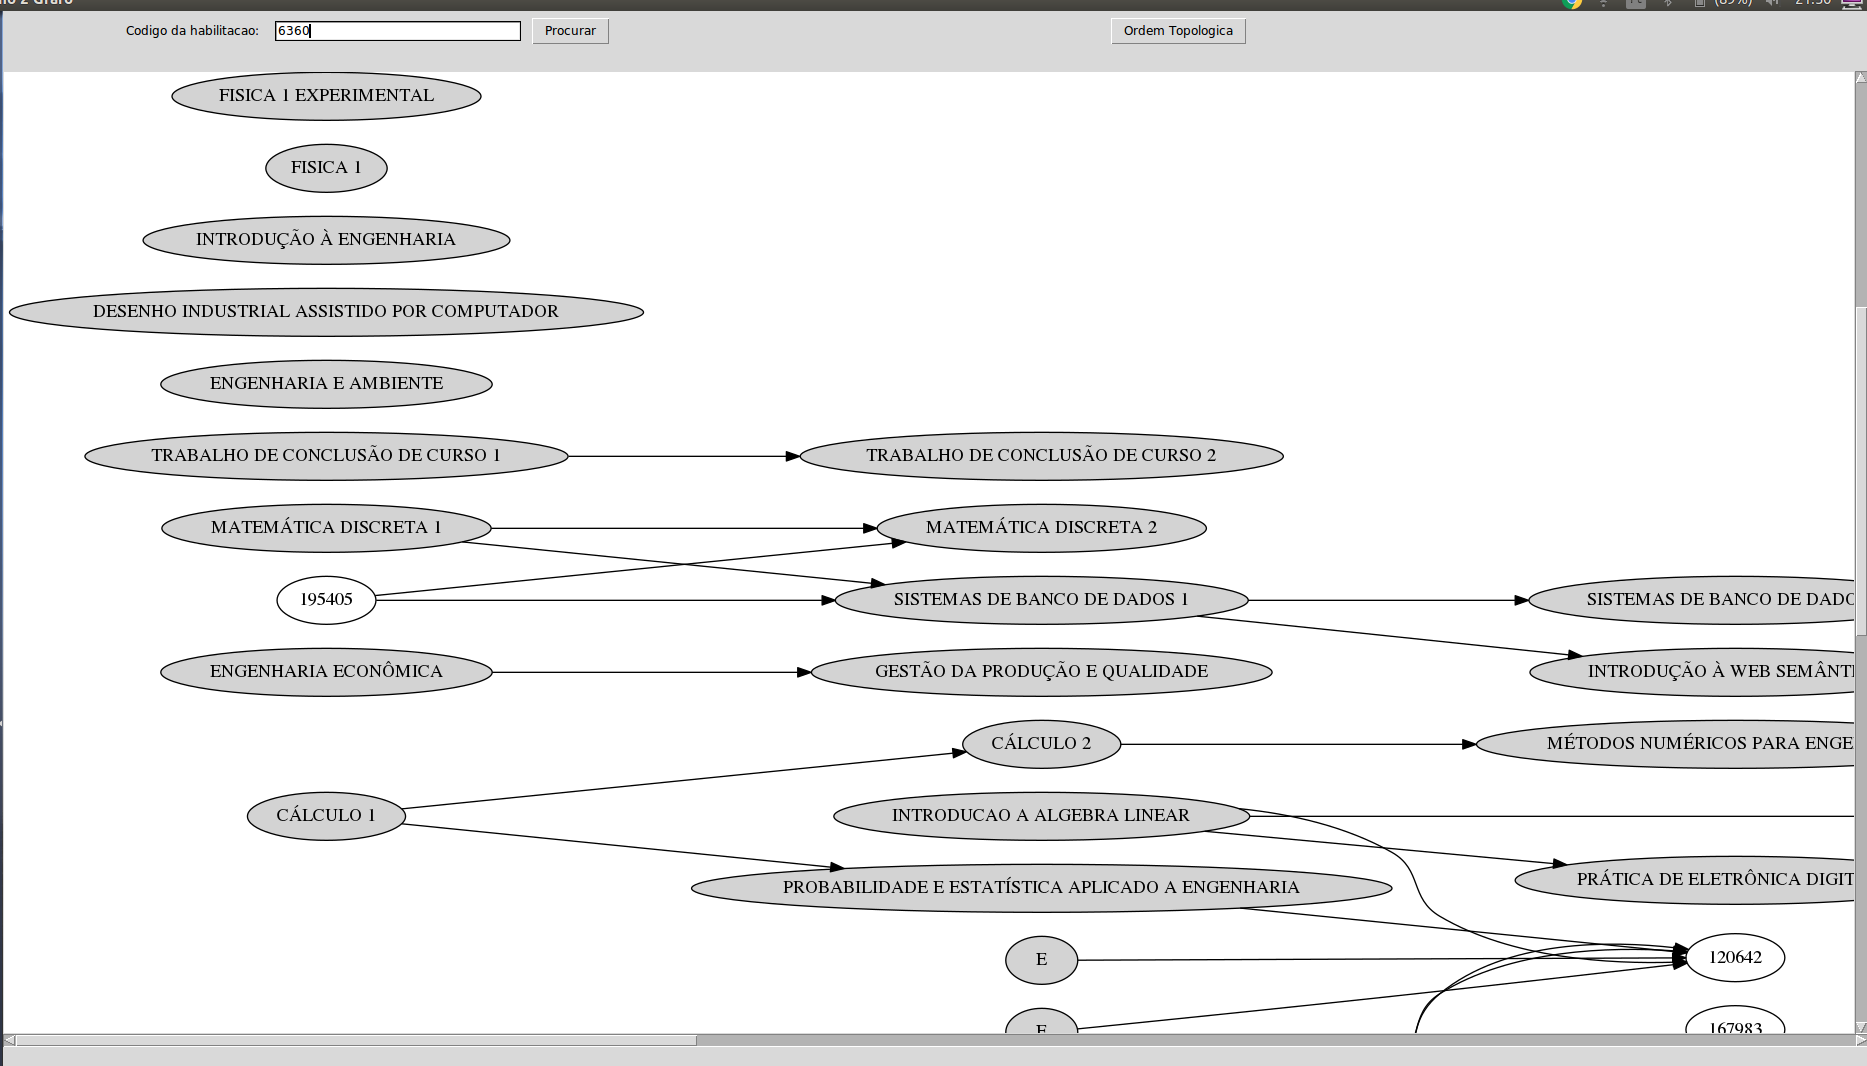 (89%)
Codigo da habilitacao: 6360 Procurar Ordem Topologica
FISICA 1 EXPERIMENTAL
FISICA 1
INTRODUÇÃO À ENGENHARIA
DESENHO INDUSTRIAL ASSISTIDO POR COMPUTADOR
ENGENHARIA E AMBIENTE
TRABALHO DE CONCLUSÃO DE CURSO 1 TRABALHO DE CONCLUSÃO DE CURSO 2
MATEMÁTICA DISCRETA 1 MATEMÁTICA DISCRETA 2
195405 SISTEMAS DE BANCO DE DADOS 1 SISTEMAS DE BANCO DE DADO
ENGENHARIA ECONÔMICA GESTÃO DA PRODUÇÃO E QUALIDADE INTRODUÇÃO À WEB SEMÂNT
CÁLCULO 2 MÉTODOS NUMÉRICOS PARA ENGE
CÁLCULO 1 INTRODUCAO A ALGEBRA LINEAR
PROBABILIDADE E ESTATÍSTICA APLICADO A ENGENHARIA PRÁTICA DE ELETRÔNICA DIGIT
E 120642
167983